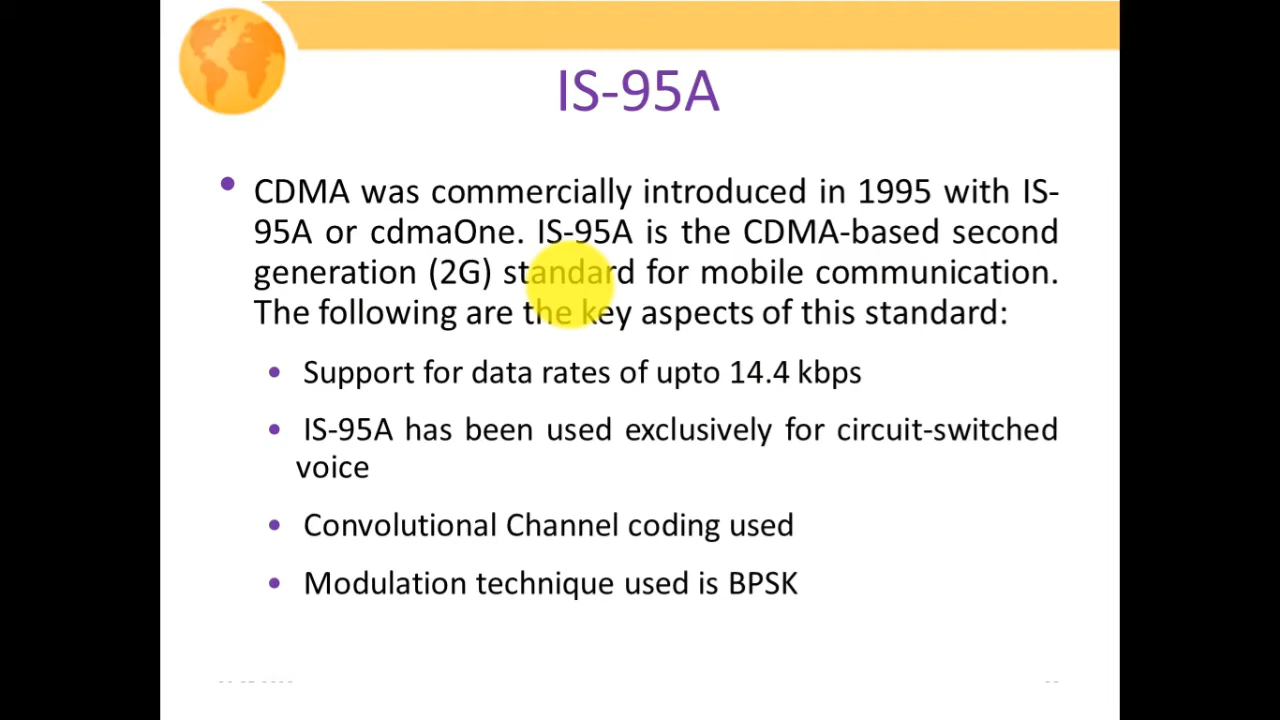 IS-95A
• CDMA was commercially introduced in 1995 with IS-
95A or cdmaOne. IS-95A is the CDMA-based second
generation (2G) standard for mobile communication.
The following are the key aspects of this standard:
• Support for data rates of upto 14.4 kbps
• IS-95A has been used exclusively for circuit-switched
voice
• Convolutional Channel coding used
• Modulation technique used is BPSK